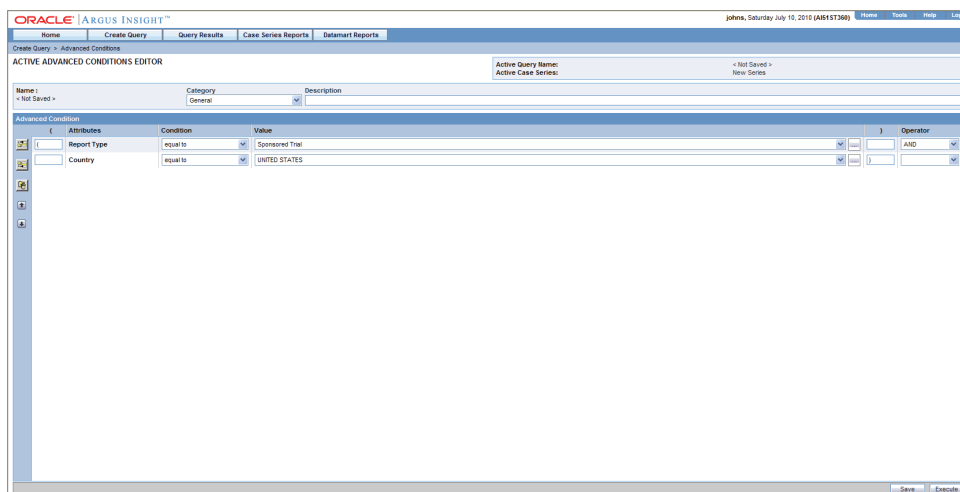 ORACLE® | ARGUS INSIGHT™
johns, Saturday July 10, 2010 (AI51ST360) Home Tools Help
Home Create Query Query Results Case Series Reports Datamart Reports
Create Query > Advanced Conditions
ACTIVE ADVANCED CONDITIONS EDITOR
Active Query Name: < Not Saved >
Active Case Series: New Series
Name : Category Description
< Not Saved > General
Advanced Condition
( Attributes Condition Value ) Operator
( Report Type equal to Sponsored Trial AND
Country equal to UNITED STATES )
Save Execute